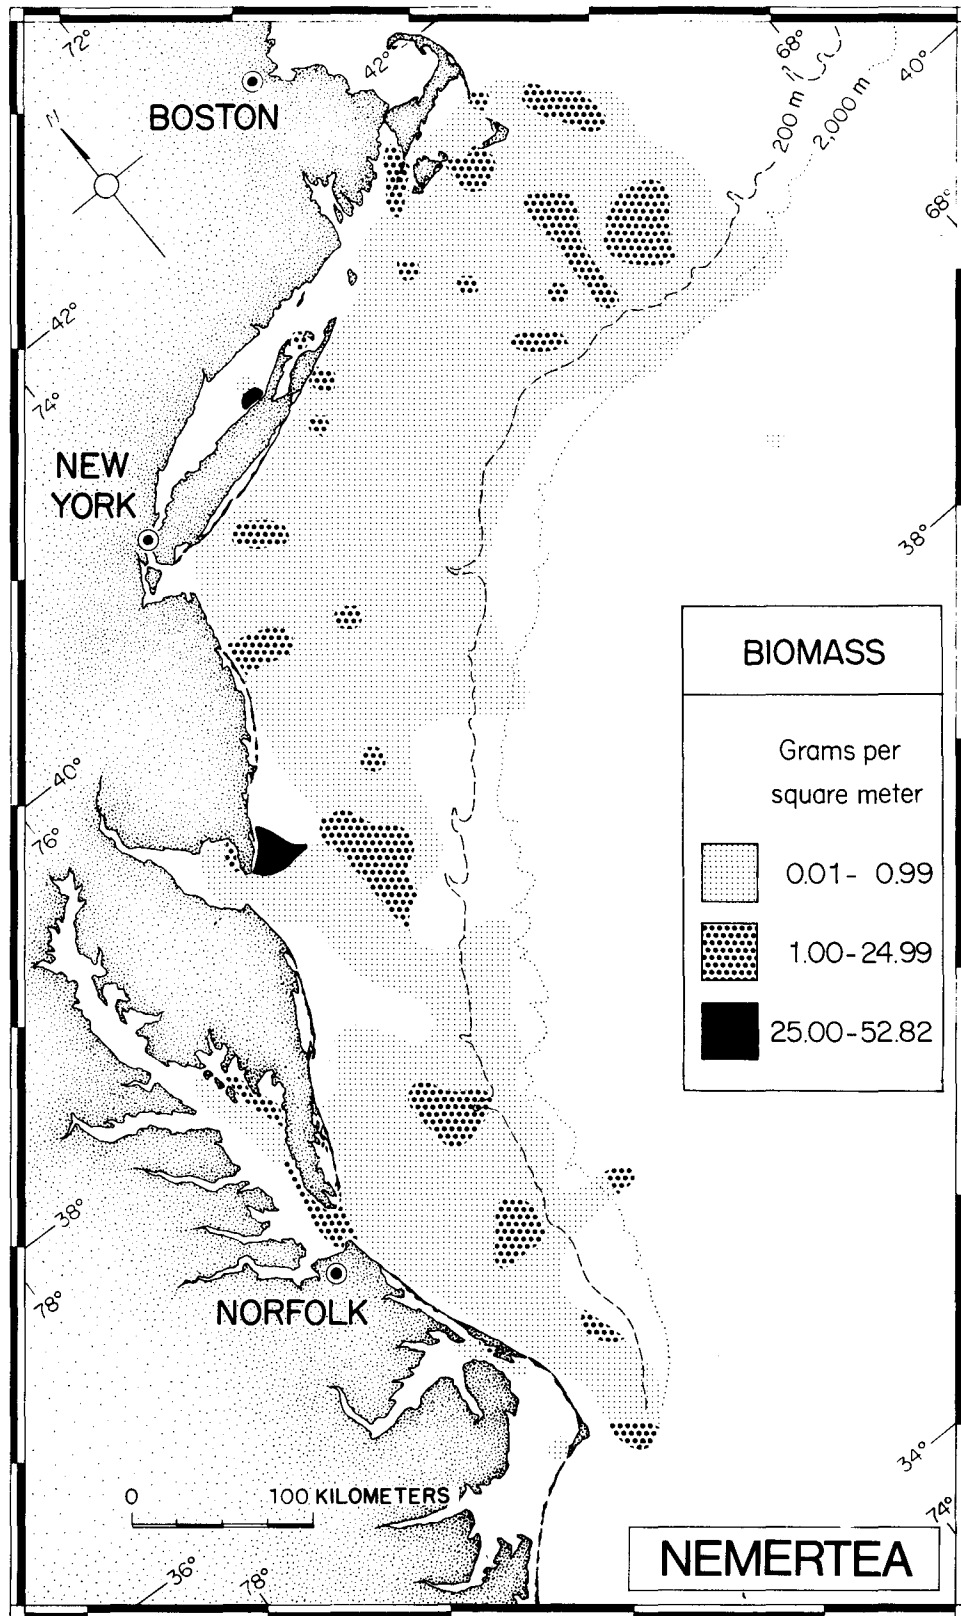 72°
42°
68°
40°
BOSTON
N
200 m
2,000 m
68°
42°
74°
NEW
YORK
38°
BIOMASS
Grams per
square meter
0.01- 0.99
1.00-24.99
25.00-52.82
40°
76°
38°
78°
NORFOLK
34°
74°
0 100 KILOMETERS
36°
78°
NEMERTEA